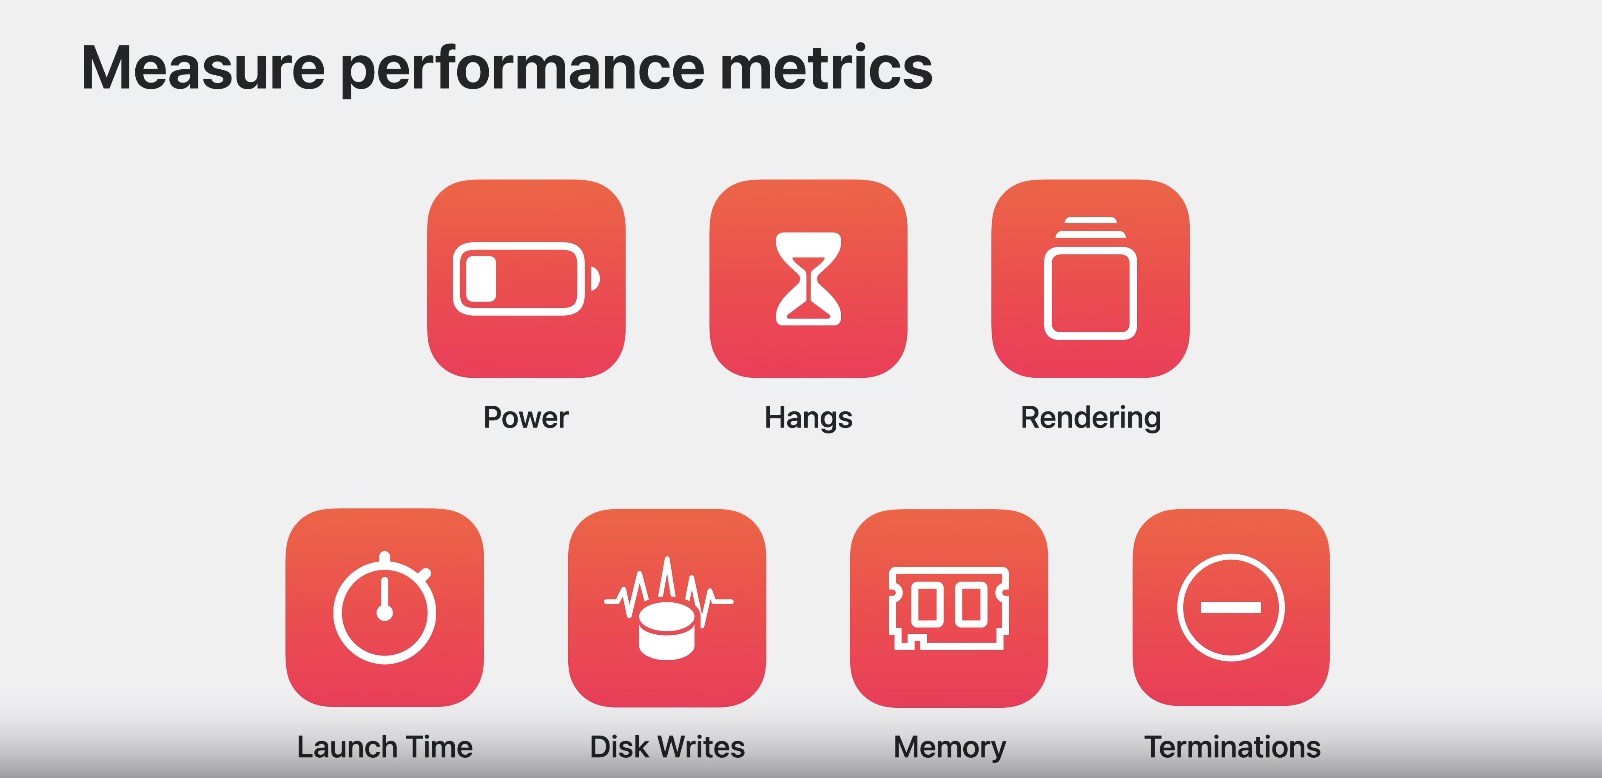 Measure performance metrics
Power
Hangs
Rendering
Launch Time
Disk Writes
Memory
Terminations